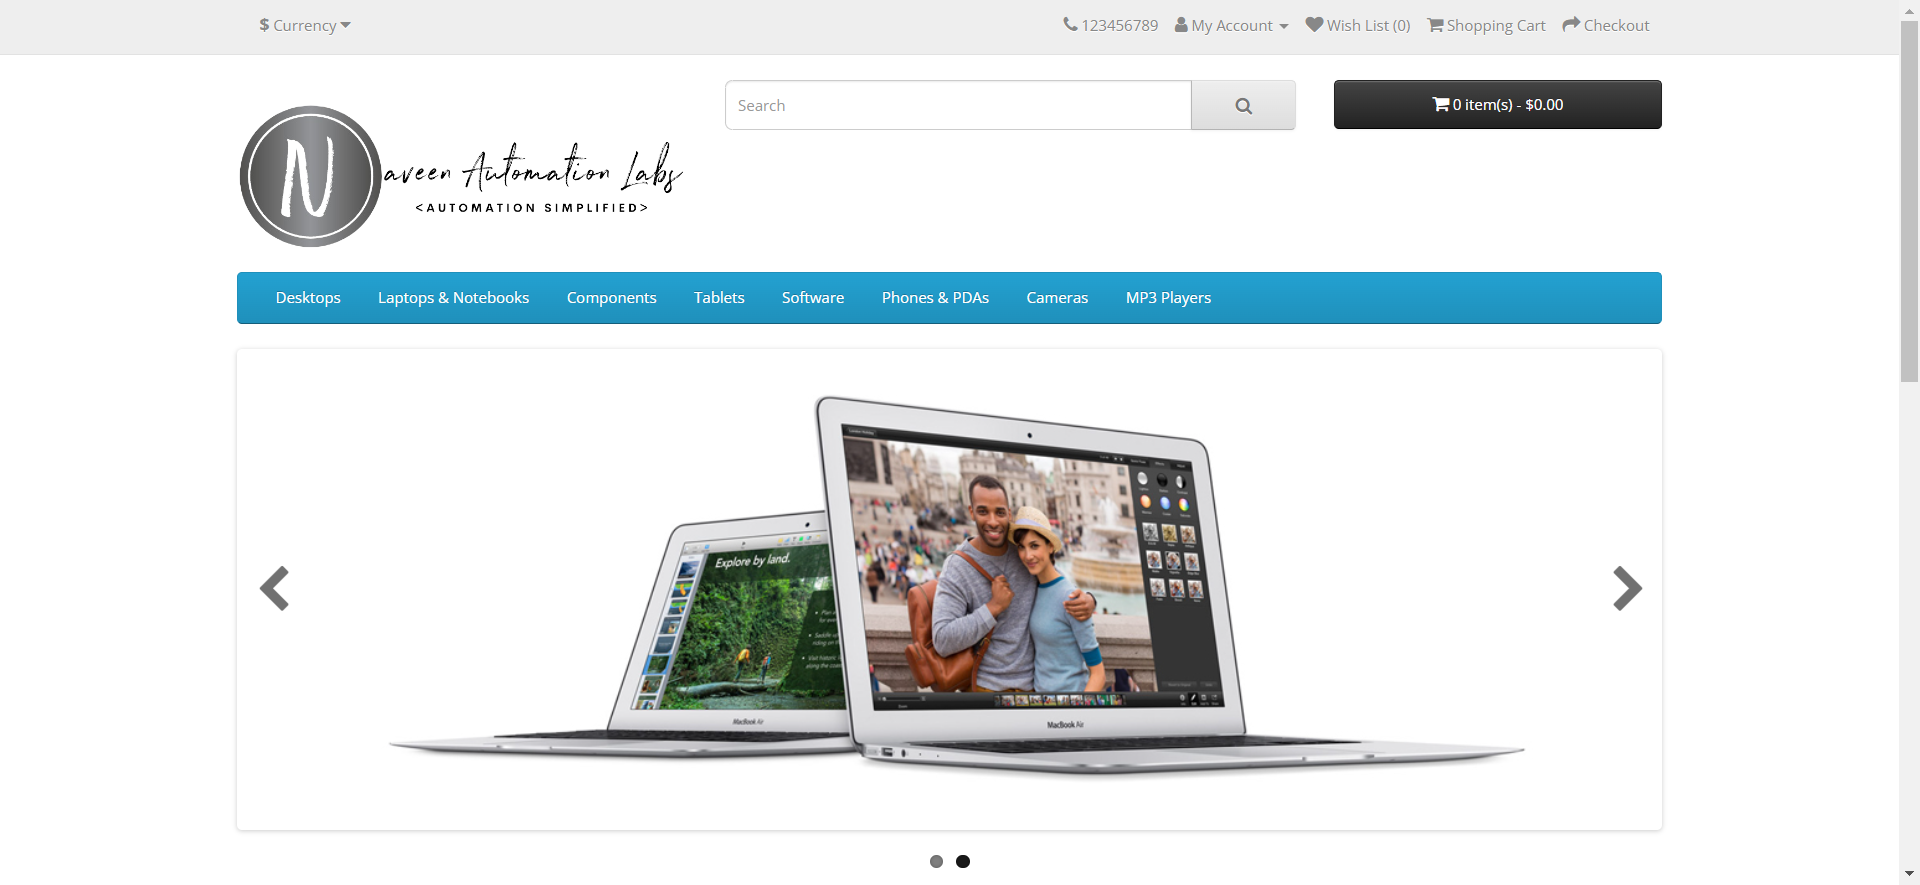 $ Currency
123456789 My Account Wish List (0) Shopping Cart Checkout
Search
0 item(s) - $0.00
N
aveen Automation Labs
<AUTOMATION SIMPLIFIED>
Desktops Laptops & Notebooks Components Tablets Software Phones & PDAs Cameras MP3 Players
Explore by land.
MacBook Air
MacBook Air